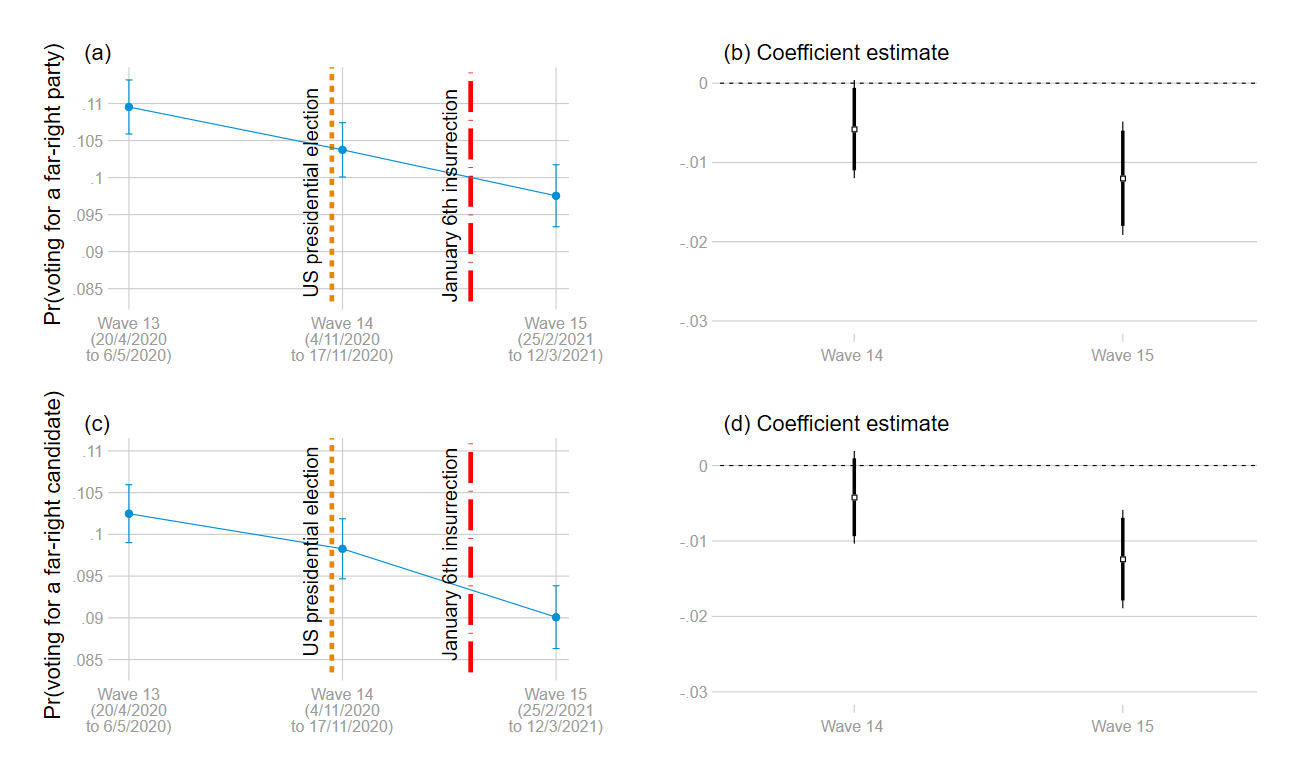 (a)
Pr(voting for a far-right party)
.11
.105
.1
.095
.09
.085
US presidential election
January 6th insurrection
Wave 13
(20/4/2020
to 6/5/2020)
Wave 14
(4/11/2020
to 17/11/2020)
Wave 15
(25/2/2021
to 12/3/2021)
(b) Coefficient estimate
0
-.01
-.02
-.03
Wave 14
Wave 15
(c)
Pr(voting for a far-right candidate)
.11
.105
.1
.095
.09
.085
US presidential election
January 6th insurrection
Wave 13
(20/4/2020
to 6/5/2020)
Wave 14
(4/11/2020
to 17/11/2020)
Wave 15
(25/2/2021
to 12/3/2021)
(d) Coefficient estimate
0
-.01
-.02
-.03
Wave 14
Wave 15